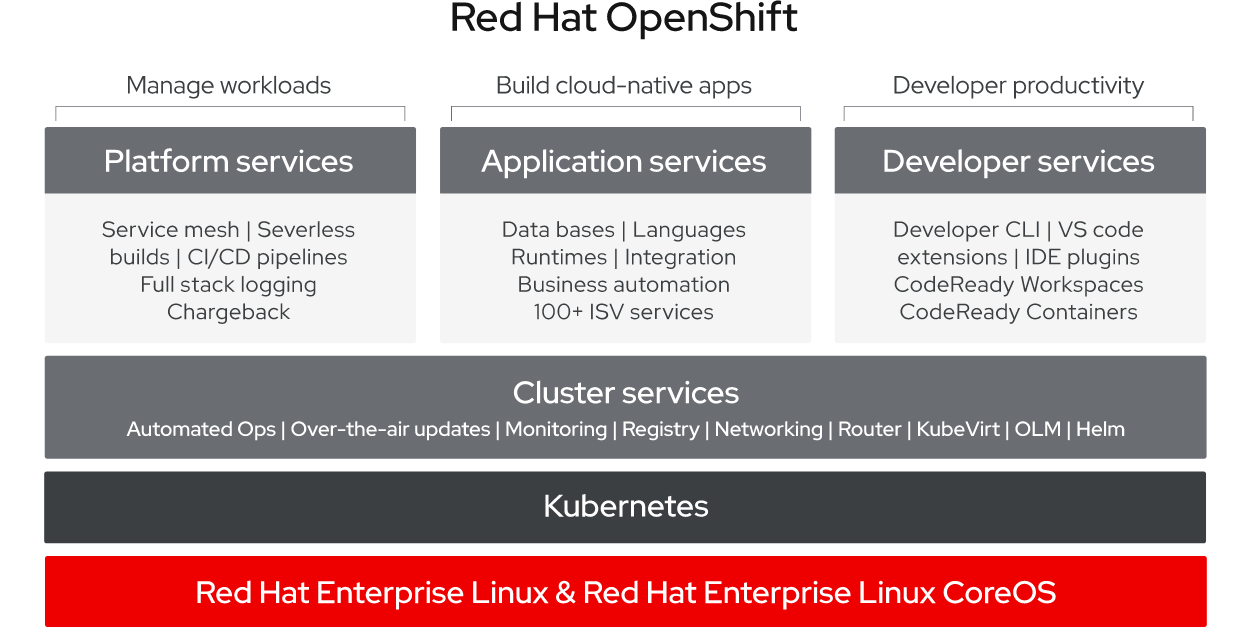 Red Hat OpenShift
Manage workloads
Platform services
Service mesh | Severless
builds | CI/CD pipelines
Full stack logging
Chargeback
Build cloud-native apps
Application services
Data bases | Languages
Runtimes | Integration
Business automation
100+ ISV services
Developer productivity
Developer services
Developer CLI | VS code
extensions | IDE plugins
CodeReady Workspaces
CodeReady Containers
Cluster services
Automated Ops | Over-the-air updates | Monitoring | Registry | Networking | Router | KubeVirt | OLM | Helm
Kubernetes
Red Hat Enterprise Linux & Red Hat Enterprise Linux CoreOS